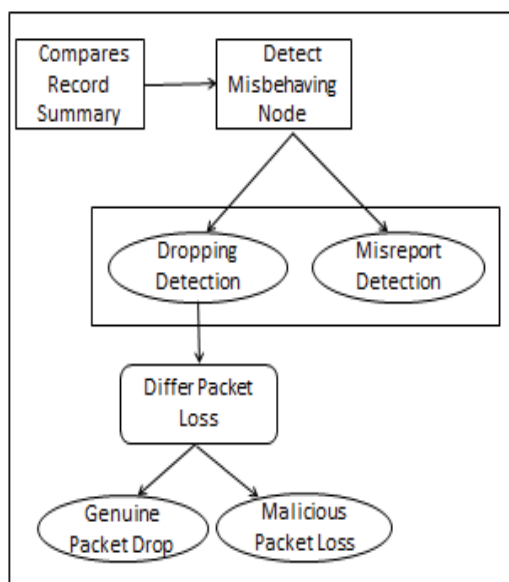 Compares
Record
Summary
Detect
Misbehaving
Node
Dropping
Detection
Misreport
Detection
Differ Packet
Loss
Genuine
Packet Drop
Malicious
Packet Loss